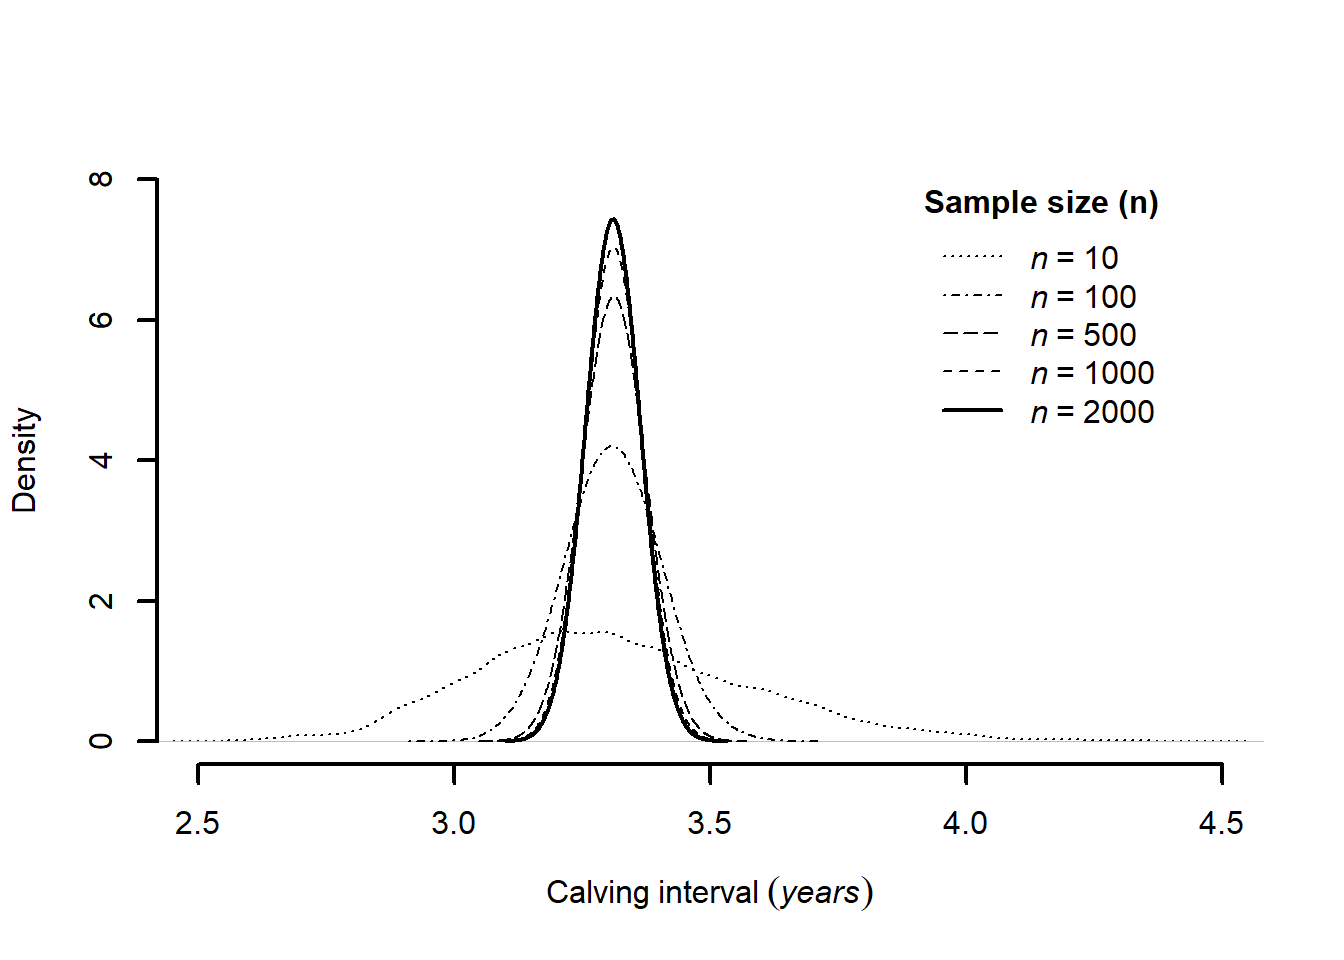 8
6
4
2
0
Density
Sample size (n)
n = 10
n = 100
n = 500
n = 1000
n = 2000
2.5 3.0 3.5 4.0 4.5
Calving interval (years)